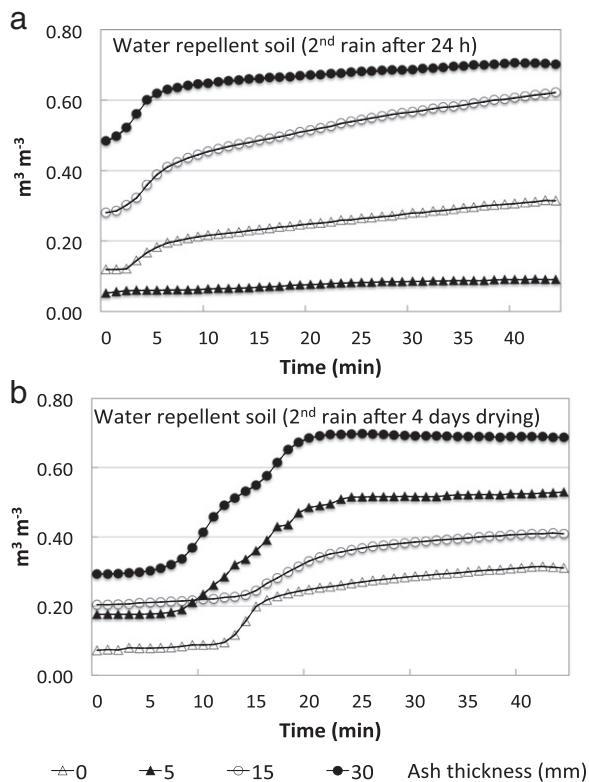 a
Water repellent soil (2nd rain after 24 h)
0.80
0.60
0.40
0.20
0.00
m³ m⁻³
0 5 10 15 20 25 30 35 40
Time (min)
b
Water repellent soil (2nd rain after 4 days drying)
0.80
0.60
0.40
0.20
0.00
m³ m⁻³
0 5 10 15 20 25 30 35 40
Time (min)
0 5 15 30 Ash thickness (mm)